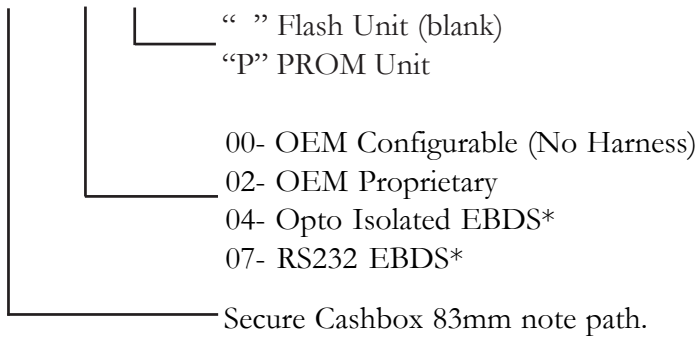 “  ” Flash Unit (blank)
“P” PROM Unit
00- OEM Configurable (No Harness)
02- OEM Proprietary
04- Opto Isolated EBDS*
07- RS232 EBDS*
Secure Cashbox 83mm note path.